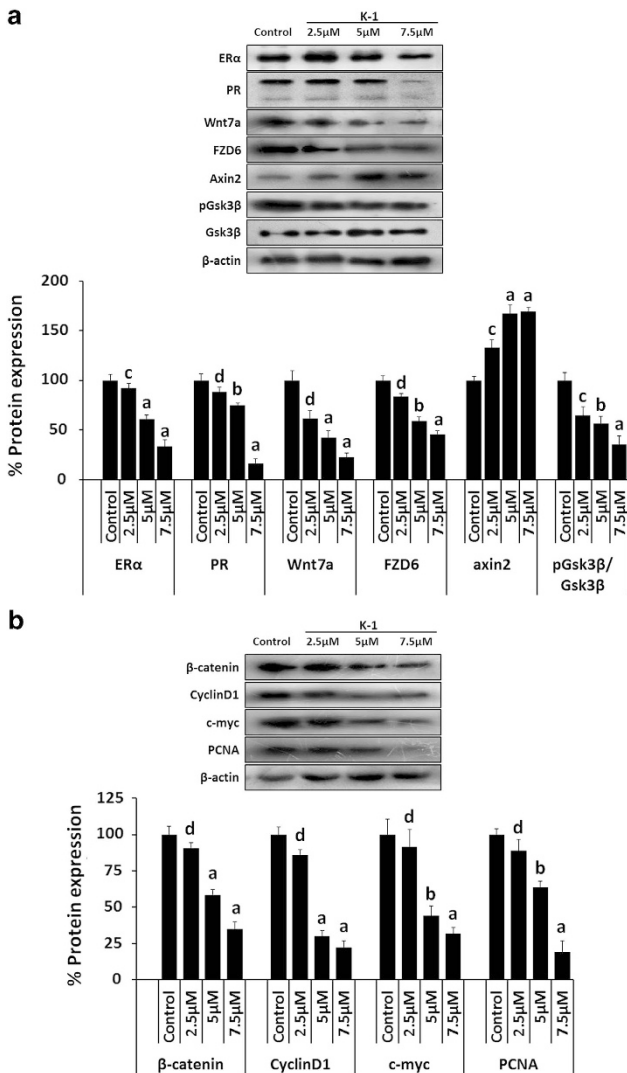 a
K-1
Control 2.5µM 5µM 7.5µM
ERα
PR
Wnt7a
FZD6
Axin2
pGsk3β
Gsk3β
β-actin
% Protein expression
200
150
100
50
0
c a a
d b a
d a a
d b a
c a a
c b a
Control 2.5µM 5µM 7.5µM Control 2.5µM 5µM 7.5µM Control 2.5µM 5µM 7.5µM Control 2.5µM 5µM 7.5µM Control 2.5µM 5µM 7.5µM Control 2.5µM 5µM 7.5µM
ERα PR Wnt7a FZD6 axin2 pGsk3β/
Gsk3β
b
K-1
Control 2.5µM 5µM 7.5µM
β-catenin
CyclinD1
c-myc
PCNA
β-actin
% Protein expression
125
100
75
50
25
0
d a a
d a a
d b a
d b a
Control 2.5µM 5µM 7.5µM Control 2.5µM 5µM 7.5µM Control 2.5µM 5µM 7.5µM Control 2.5µM 5µM 7.5µM
β-catenin CyclinD1 c-myc PCNA